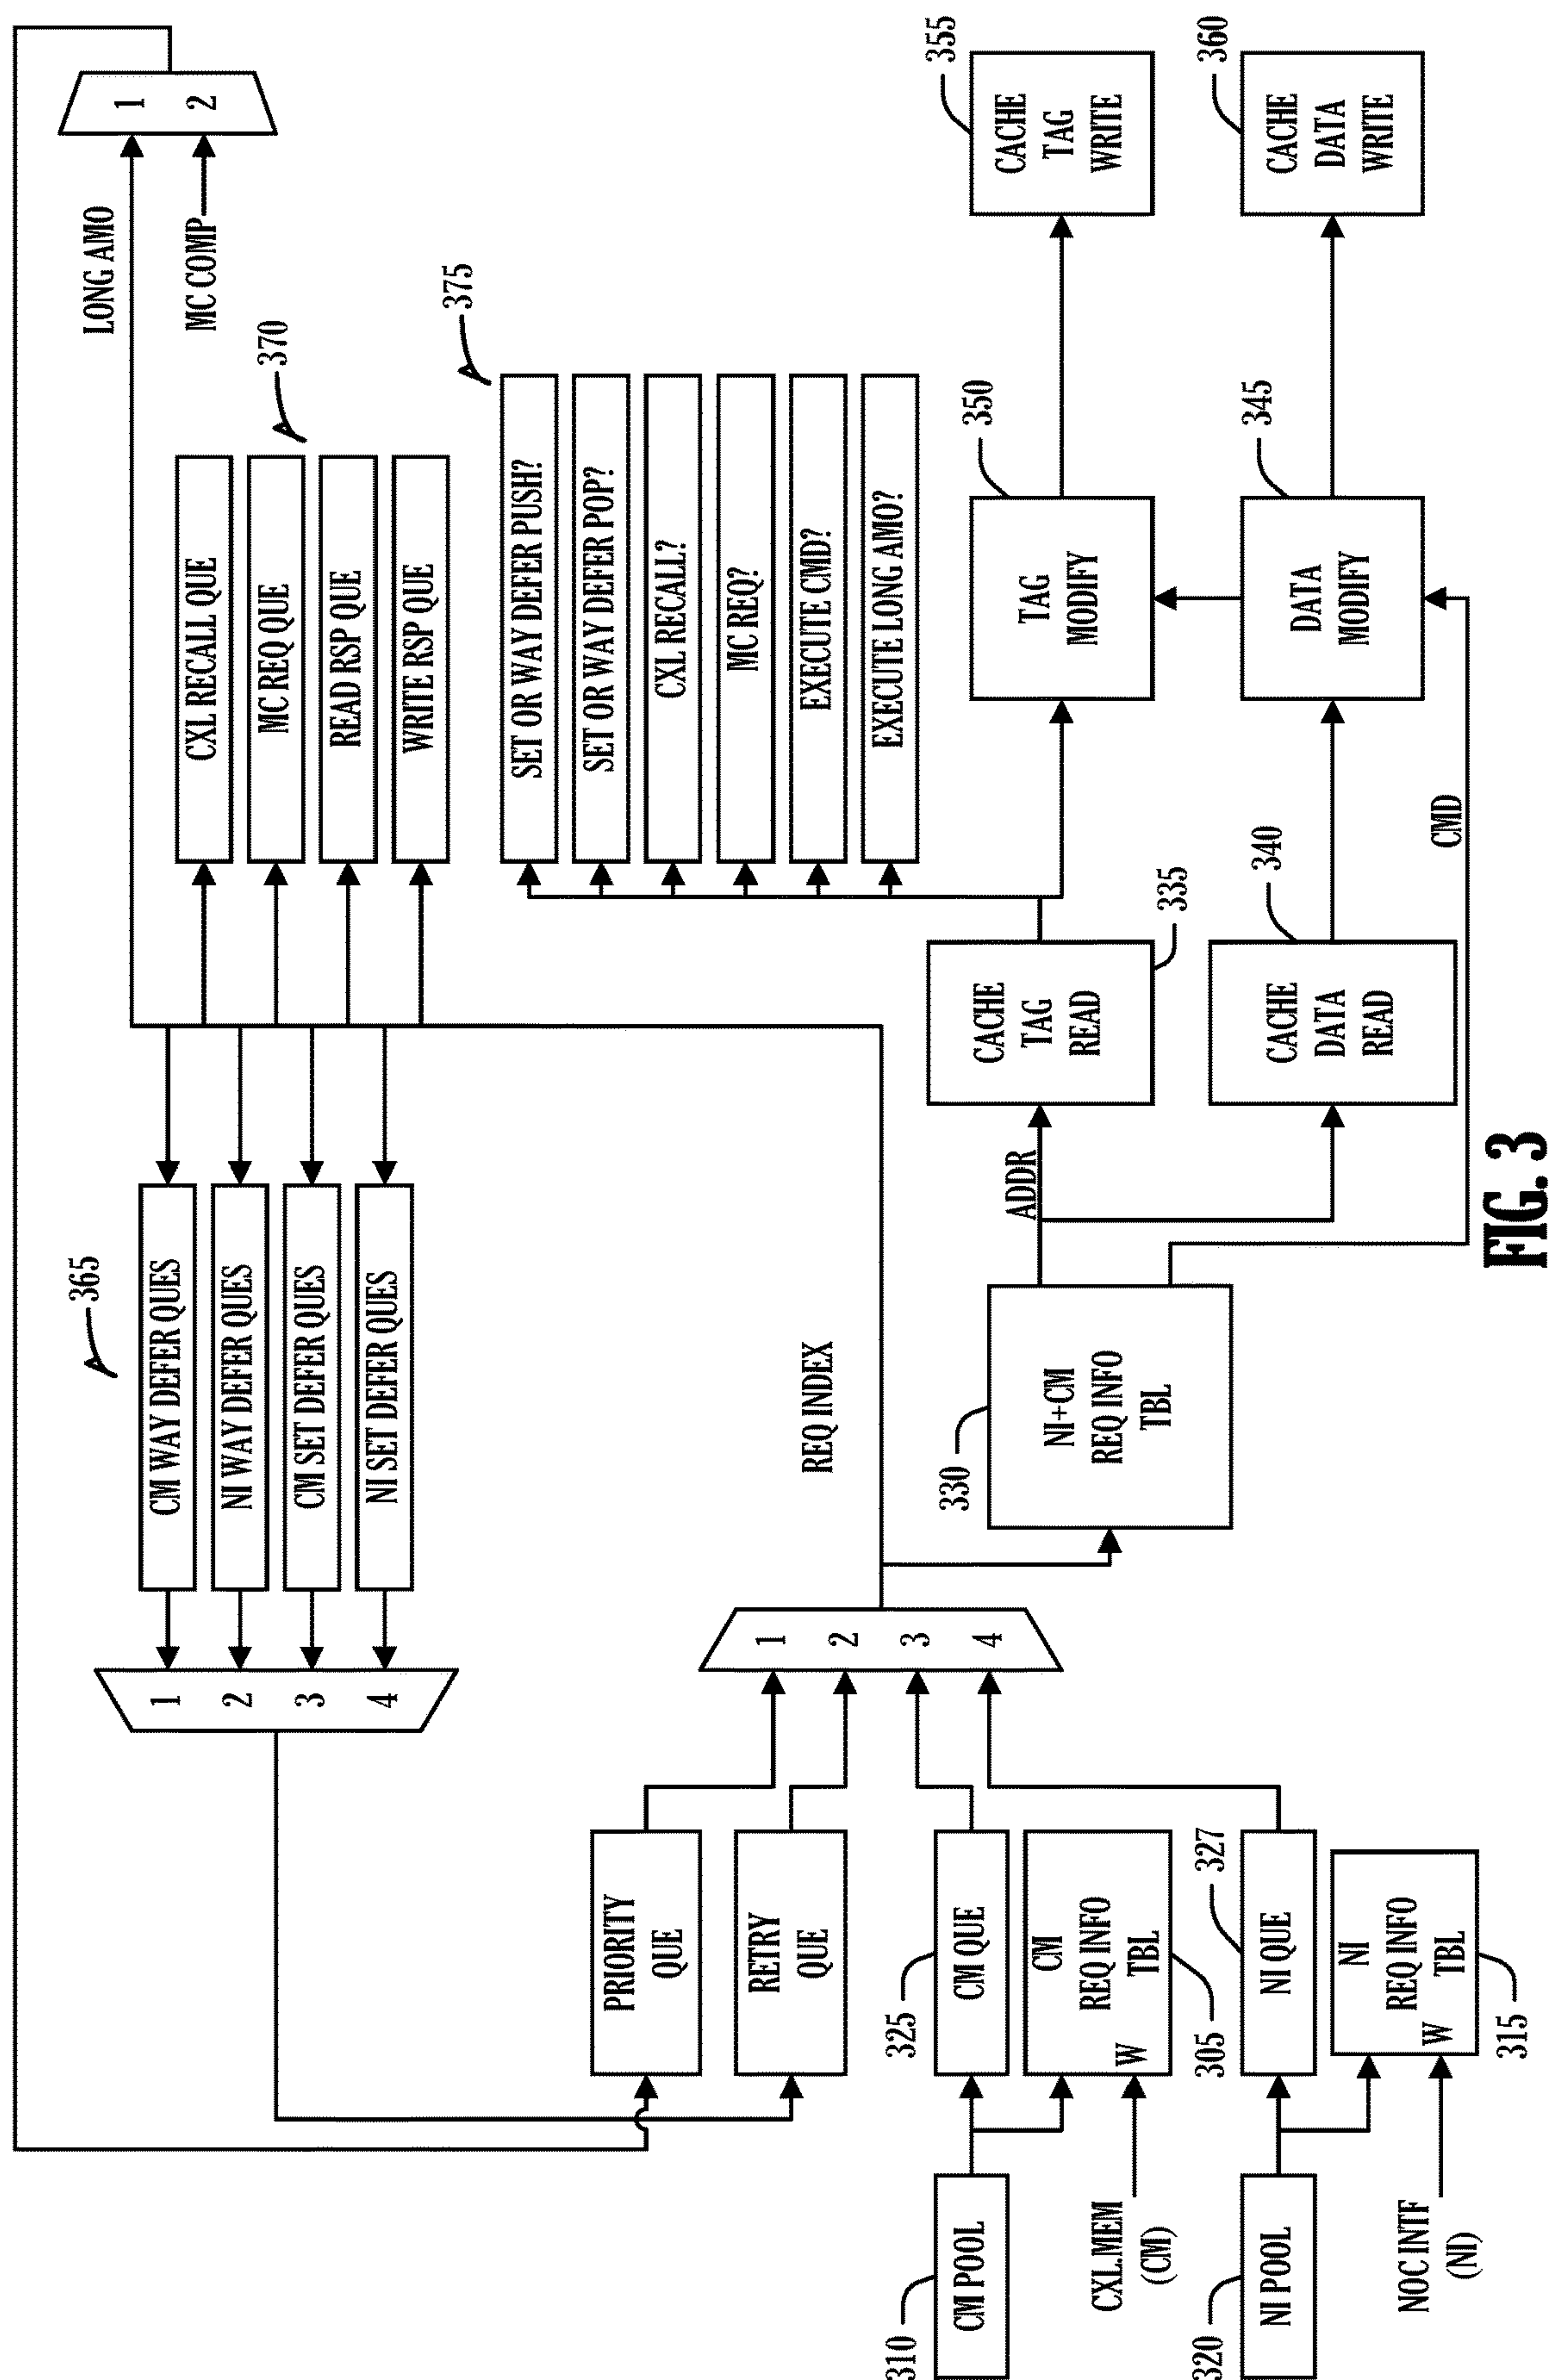 LONG AMO
MC COMP
1
2
365
CM WAY DEFER QUES
NI WAY DEFER QUES
CM SET DEFER QUES
NI SET DEFER QUES
1
2
3
4
370
CXL RECALL QUE
MC REQ QUE
READ RSP QUE
WRITE RSP QUE
375
SET OR WAY DEFER PUSH?
SET OR WAY DEFER POP?
CXL RECALL?
MC REQ?
EXECUTE CMD?
EXECUTE LONG AMO?
PRIORITY
QUE
RETRY
QUE
1
2
3
4
REQ INDEX
310
CM POOL
325
CM QUE
CM
REQ INFO
TBL
W
305
CXL.MEM
(CM)
320
NI POOL
327
NI QUE
NI
REQ INFO
TBL
W
315
NOC INTF
(NI)
330
NI+CM
REQ INFO
TBL
ADDR
CACHE
TAG
READ
335
CACHE
DATA
READ
340
CMD
350
TAG
MODIFY
345
DATA
MODIFY
355
CACHE
TAG
WRITE
360
CACHE
DATA
WRITE
FIG. 3